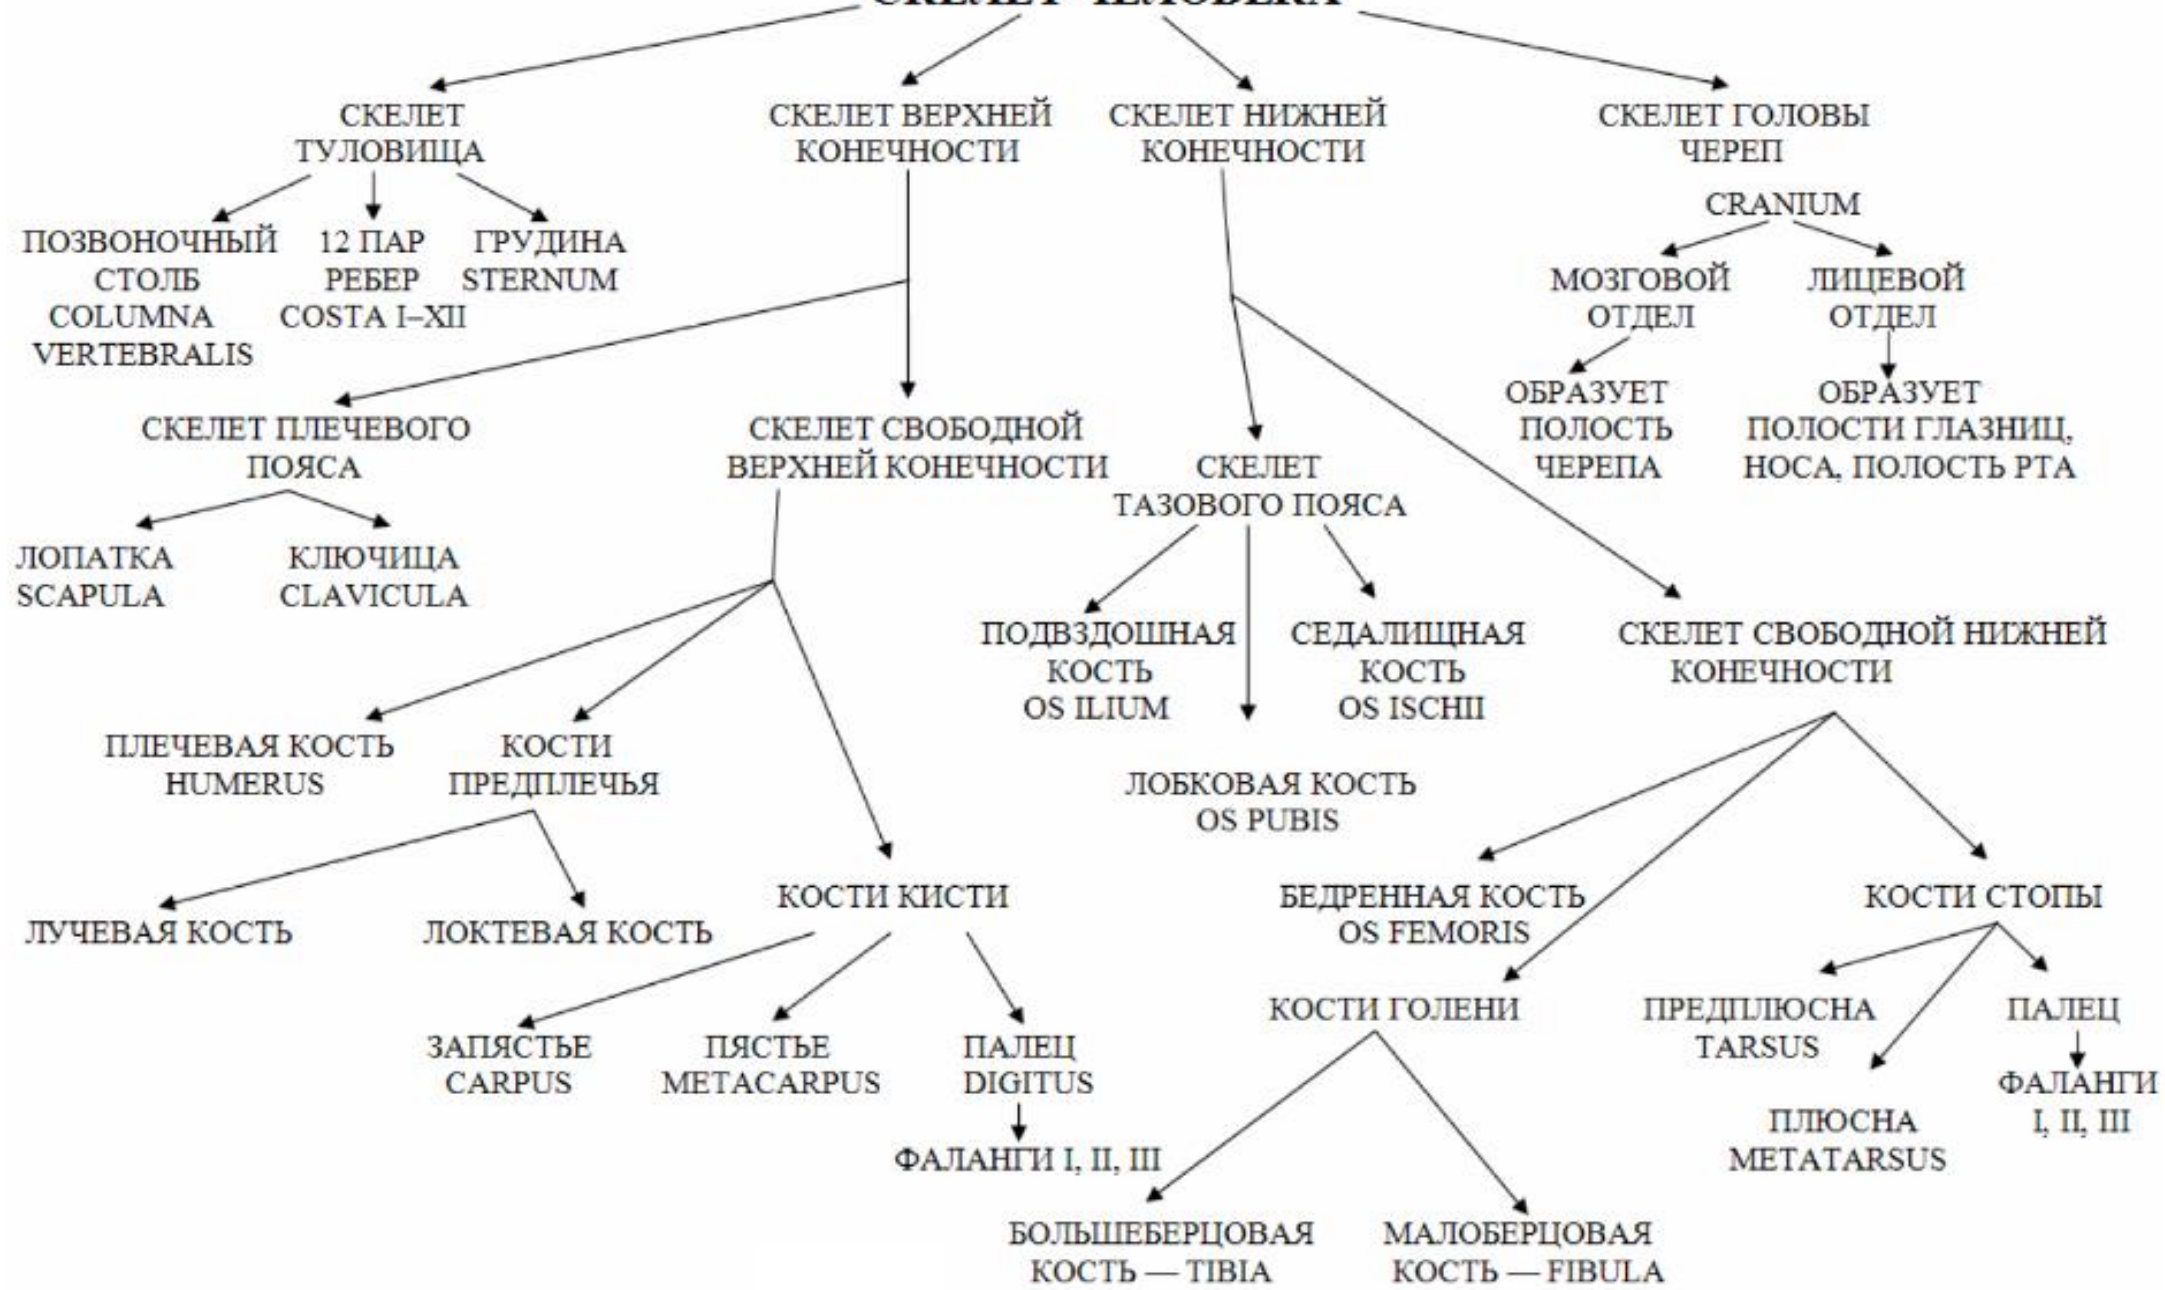 СКЕЛЕТ ЧЕЛОВЕКА
СКЕЛЕТ
ТУЛОВИЩА
СКЕЛЕТ ВЕРХНЕЙ
КОНЕЧНОСТИ
СКЕЛЕТ НИЖНЕЙ
КОНЕЧНОСТИ
СКЕЛЕТ ГОЛОВЫ
ЧЕРЕП
CRANIUM
ПОЗВОНОЧНЫЙ
СТОЛБ
COLUMNA
VERTEBRALIS
12 ПАР
РЕБЕР
COSTA I–XII
ГРУДИНА
STERNUM
МОЗГОВОЙ
ОТДЕЛ
ЛИЦЕВОЙ
ОТДЕЛ
ОБРАЗУЕТ
ПОЛОСТЬ
ЧЕРЕПА
ОБРАЗУЕТ
ПОЛОСТИ ГЛАЗНИЦ,
НОСА, ПОЛОСТЬ РТА
СКЕЛЕТ ПЛЕЧЕВОГО
ПОЯСА
СКЕЛЕТ СВОБОДНОЙ
ВЕРХНЕЙ КОНЕЧНОСТИ
СКЕЛЕТ
ТАЗОВОГО ПОЯСА
ЛОПАТКА
SCAPULA
КЛЮЧИЦА
CLAVICULA
ПОДВЗДОШНАЯ
КОСТЬ
OS ILIUM
СЕДАЛИЩНАЯ
КОСТЬ
OS ISCHII
СКЕЛЕТ СВОБОДНОЙ НИЖНЕЙ
КОНЕЧНОСТИ
ПЛЕЧЕВАЯ КОСТЬ
HUMERUS
КОСТИ
ПРЕДПЛЕЧЬЯ
ЛОБКОВАЯ КОСТЬ
OS PUBIS
ЛУЧЕВАЯ КОСТЬ
ЛОКТЕВАЯ КОСТЬ
КОСТИ КИСТИ
БЕДРЕННАЯ КОСТЬ
OS FEMORIS
КОСТИ СТОПЫ
ЗАПЯСТЬЕ
CARPUS
ПЯСТЬЕ
METACARPUS
ПАЛЕЦ
DIGITUS
ФАЛАНГИ I, II, III
КОСТИ ГОЛЕНИ
ПРЕДПЛЮСНА
TARSUS
ПАЛЕЦ
ФАЛАНГИ
I, II, III
ПЛЮСНА
METATARSUS
БОЛЬШЕБЕРЦОВАЯ
КОСТЬ — TIBIA
МАЛОБЕРЦОВАЯ
КОСТЬ — FIBULA